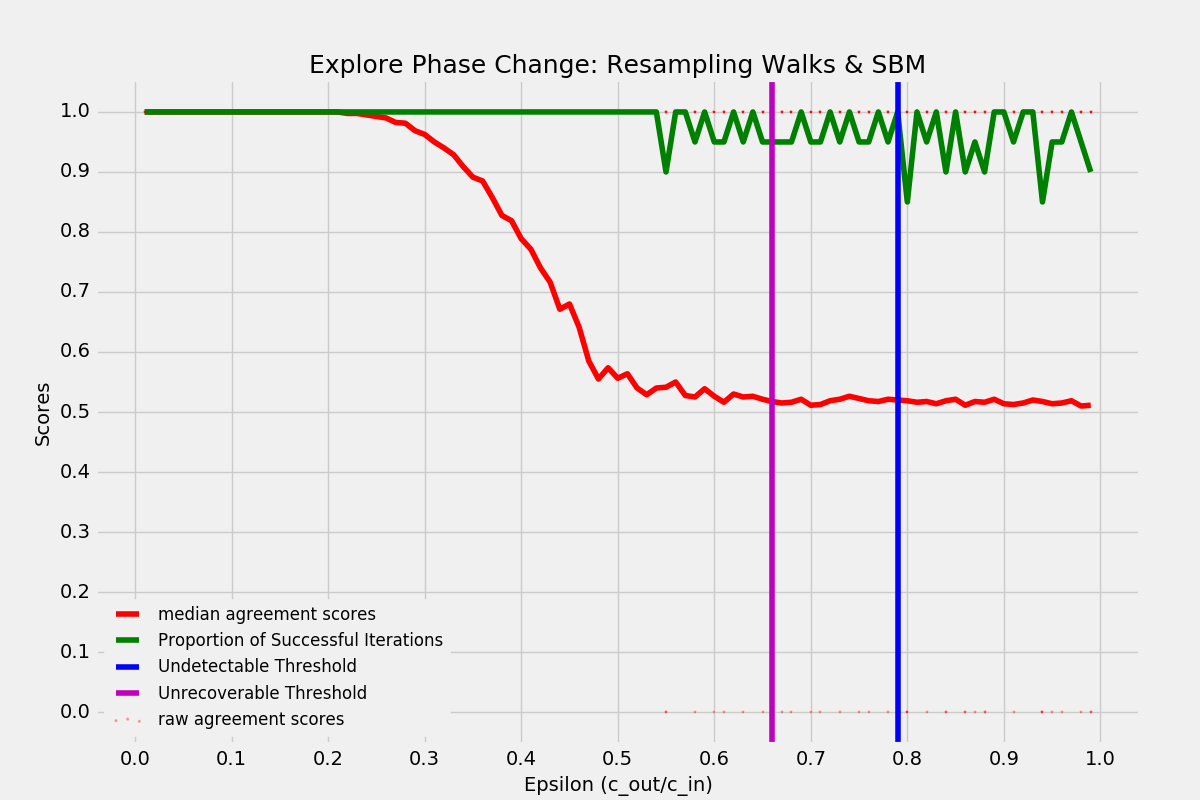 Explore Phase Change: Resampling Walks & SBM
1.0
0.9
0.8
0.7
0.6
0.5
0.4
0.3
0.2
0.1
0.0
Scores
median agreement scores
Proportion of Successful Iterations
Undetectable Threshold
Unrecoverable Threshold
raw agreement scores
0.0 0.1 0.2 0.3 0.4 0.5 0.6 0.7 0.8 0.9 1.0
Epsilon (c_out/c_in)